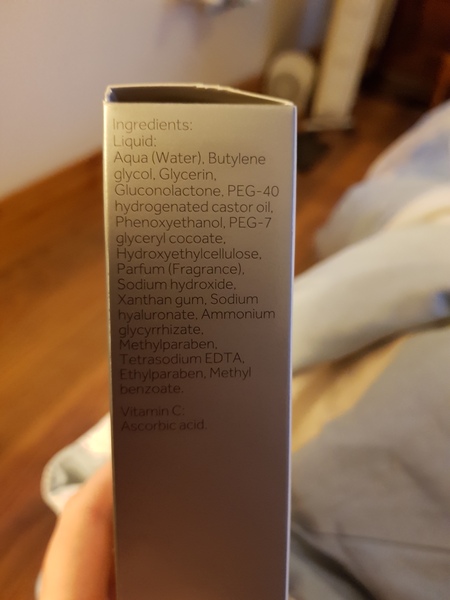 Ingredients:
Liquid:
Aqua (Water), Butylene
glycol, Glycerin,
Gluconolactone, PEG-40
hydrogenated castor oil,
Phenoxyethanol, PEG-7
glyceryl cocoate,
Hydroxyethylcellulose,
Parfum (Fragrance),
Sodium hydroxide,
Xanthan gum, Sodium
hyaluronate, Ammonium
glycyrrhizate,
Methylparaben,
Tetrasodium EDTA,
Ethylparaben, Methyl
benzoate.
Vitamin C:
Ascorbic acid.